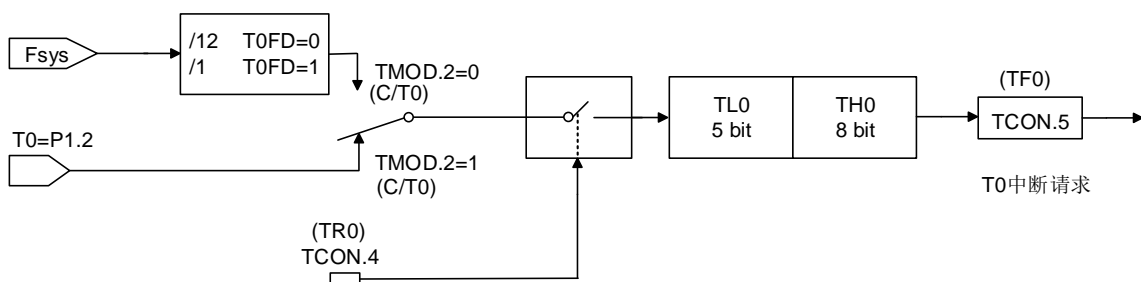 Fsys
/12 T0FD=0
/1 T0FD=1
TMOD.2=0
(C/T0)
T0=P1.2
TMOD.2=1
(C/T0)
(TR0)
TCON.4
TL0
5 bit
TH0
8 bit
(TF0)
TCON.5
T0中断请求